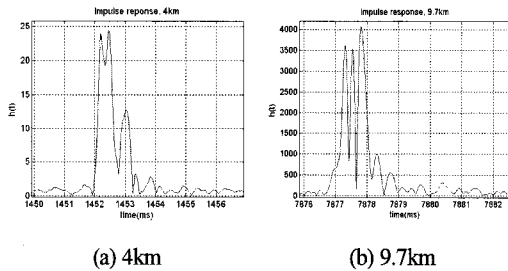 Impulse reponse, 4km
25
20
15
10
5
0
h(t)
1450 1451 1452 1453 1454 1455 1456
time(ms)
(a) 4km
Impulse response, 9.7km
4000
3500
3000
2500
2000
1500
1000
500
0
h(t)
7876 7877 7878 7879 7880 7881 7882
time(ms)
(b) 9.7km